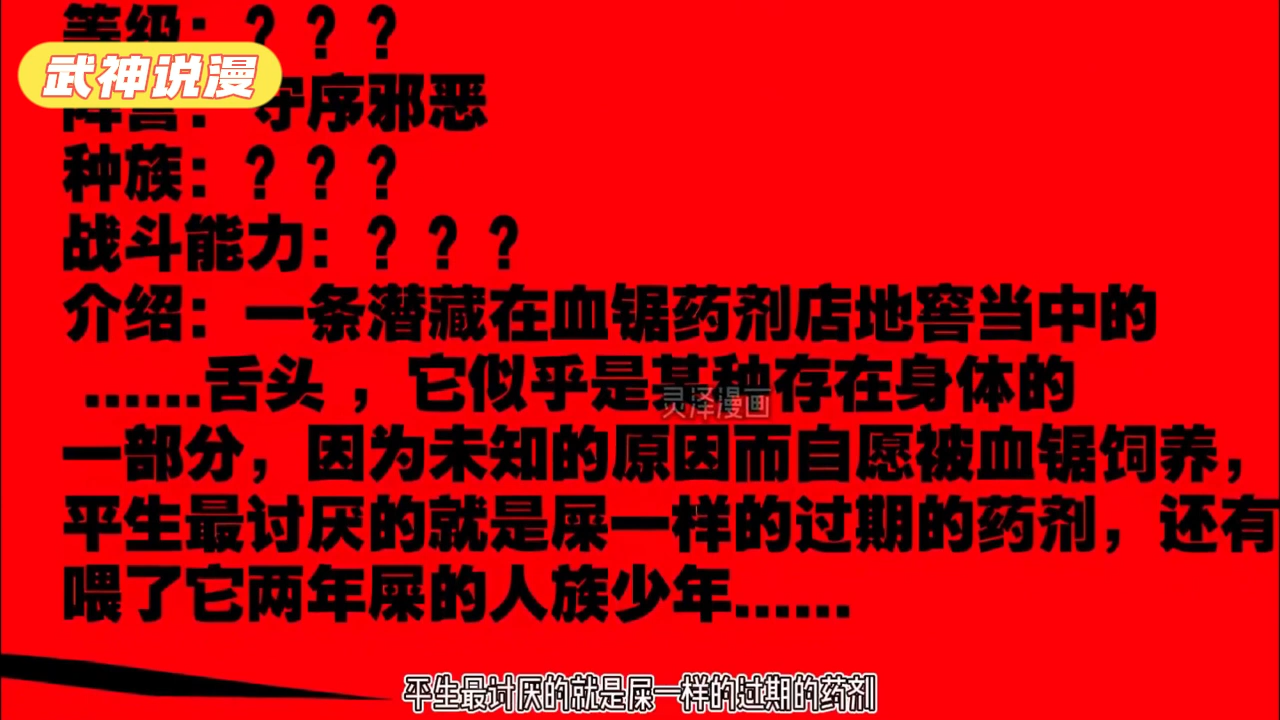 等级：？？？
武神说漫
阵营：守序邪恶
种族：？？？
战斗能力：？？？
介绍：一条潜藏在血锯药剂店地窖当中的
……舌头，它似乎是某种存在身体的
灵泽漫画
一部分，因为未知的原因而自愿被血锯饲养，
平生最讨厌的就是屎一样的过期的药剂，还有
喂了它两年屎的人族少年……
平生最讨厌的就是屎一样的过期的药剂